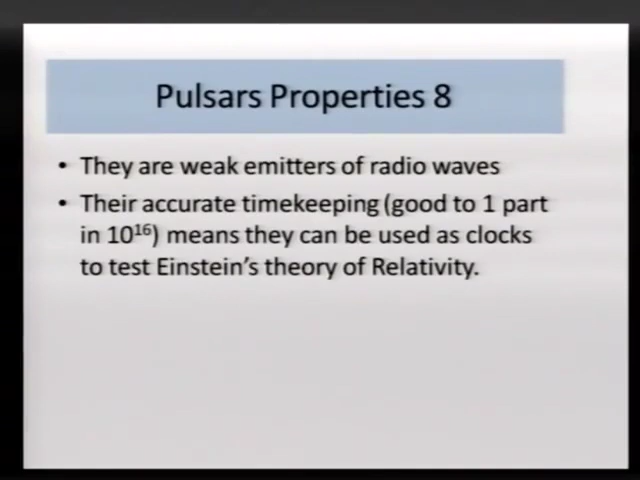 Pulsars Properties 8
• They are weak emitters of radio waves
• Their accurate timekeeping (good to 1 part
in 10¹⁶) means they can be used as clocks
to test Einstein's theory of Relativity.